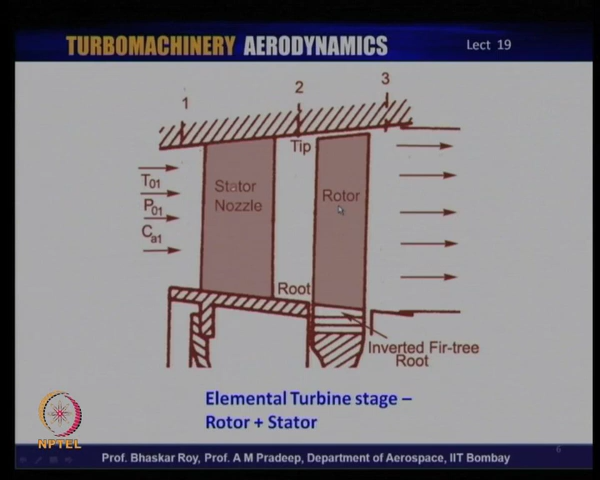 TURBOMACHINERY AERODYNAMICS
Lect 19
1
2
3
Tip
T01
P01
Ca1
Stator
Nozzle
Rotor
Root
Inverted Fir-tree
Root
Elemental Turbine stage –
Rotor + Stator
NPTEL
6
Prof. Bhaskar Roy, Prof. A M Pradeep, Department of Aerospace, IIT Bombay